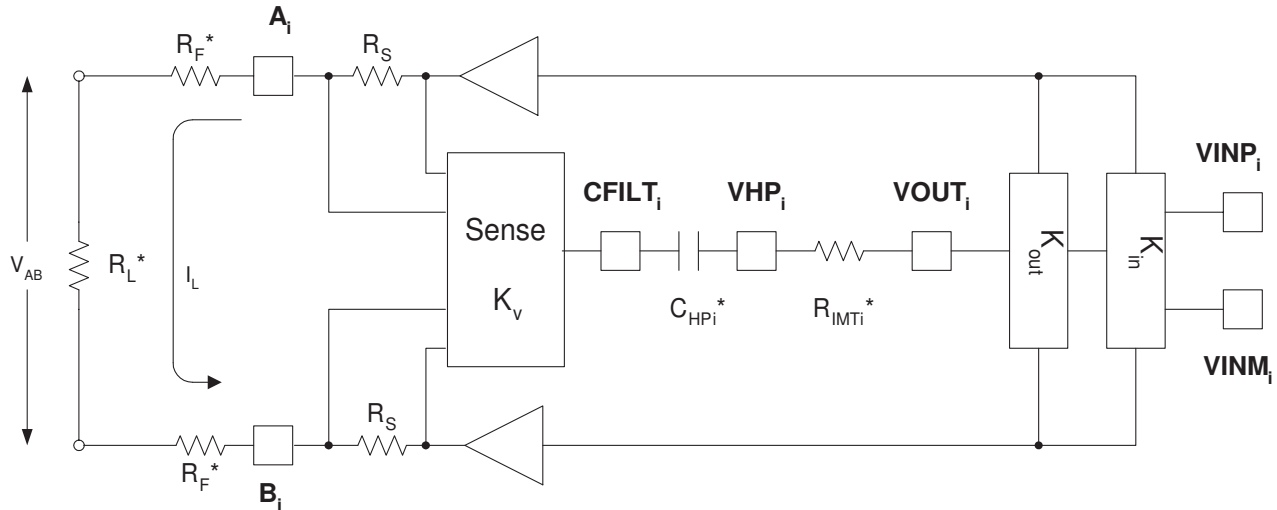 A_i
R_F*
R_S
VINP_i
CFILT_i
VHP_i
VOUT_i
Sense
K_v
K_out
K_in
V_AB
R_L*
I_L
C_HPi*
R_IMTi*
VINM_i
R_S
R_F*
B_i